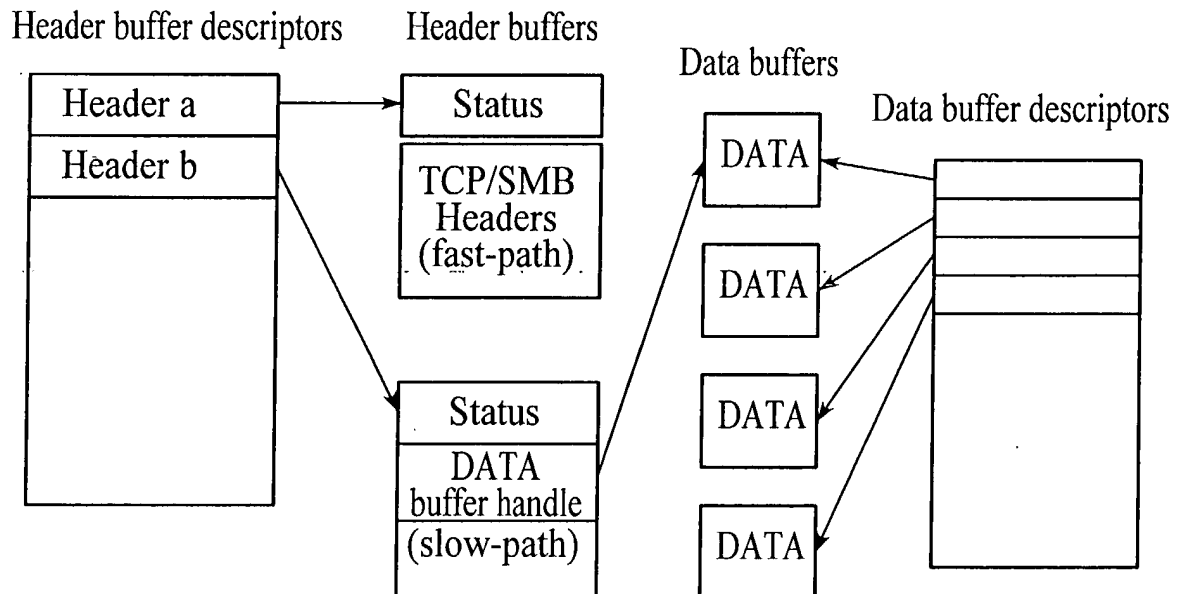 Header buffer descriptors
Header a
Header b
Header buffers
Status
TCP/SMB
Headers
(fast-path)
Status
DATA
buffer handle
(slow-path)
Data buffers
DATA
DATA
DATA
DATA
Data buffer descriptors